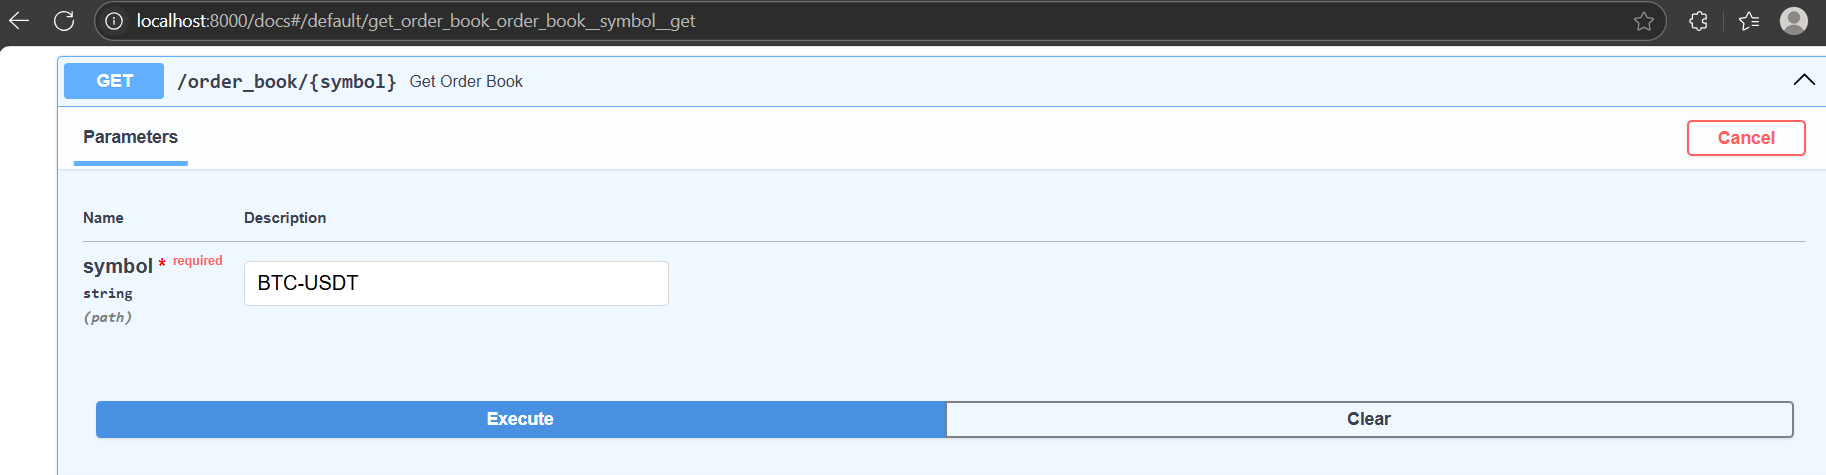 localhost:8000/docs#/default/get_order_book_order_book__symbol__get
GET /order_book/{symbol} Get Order Book
Parameters Cancel
Name Description
symbol * required
string
(path)
BTC-USDT
Execute Clear